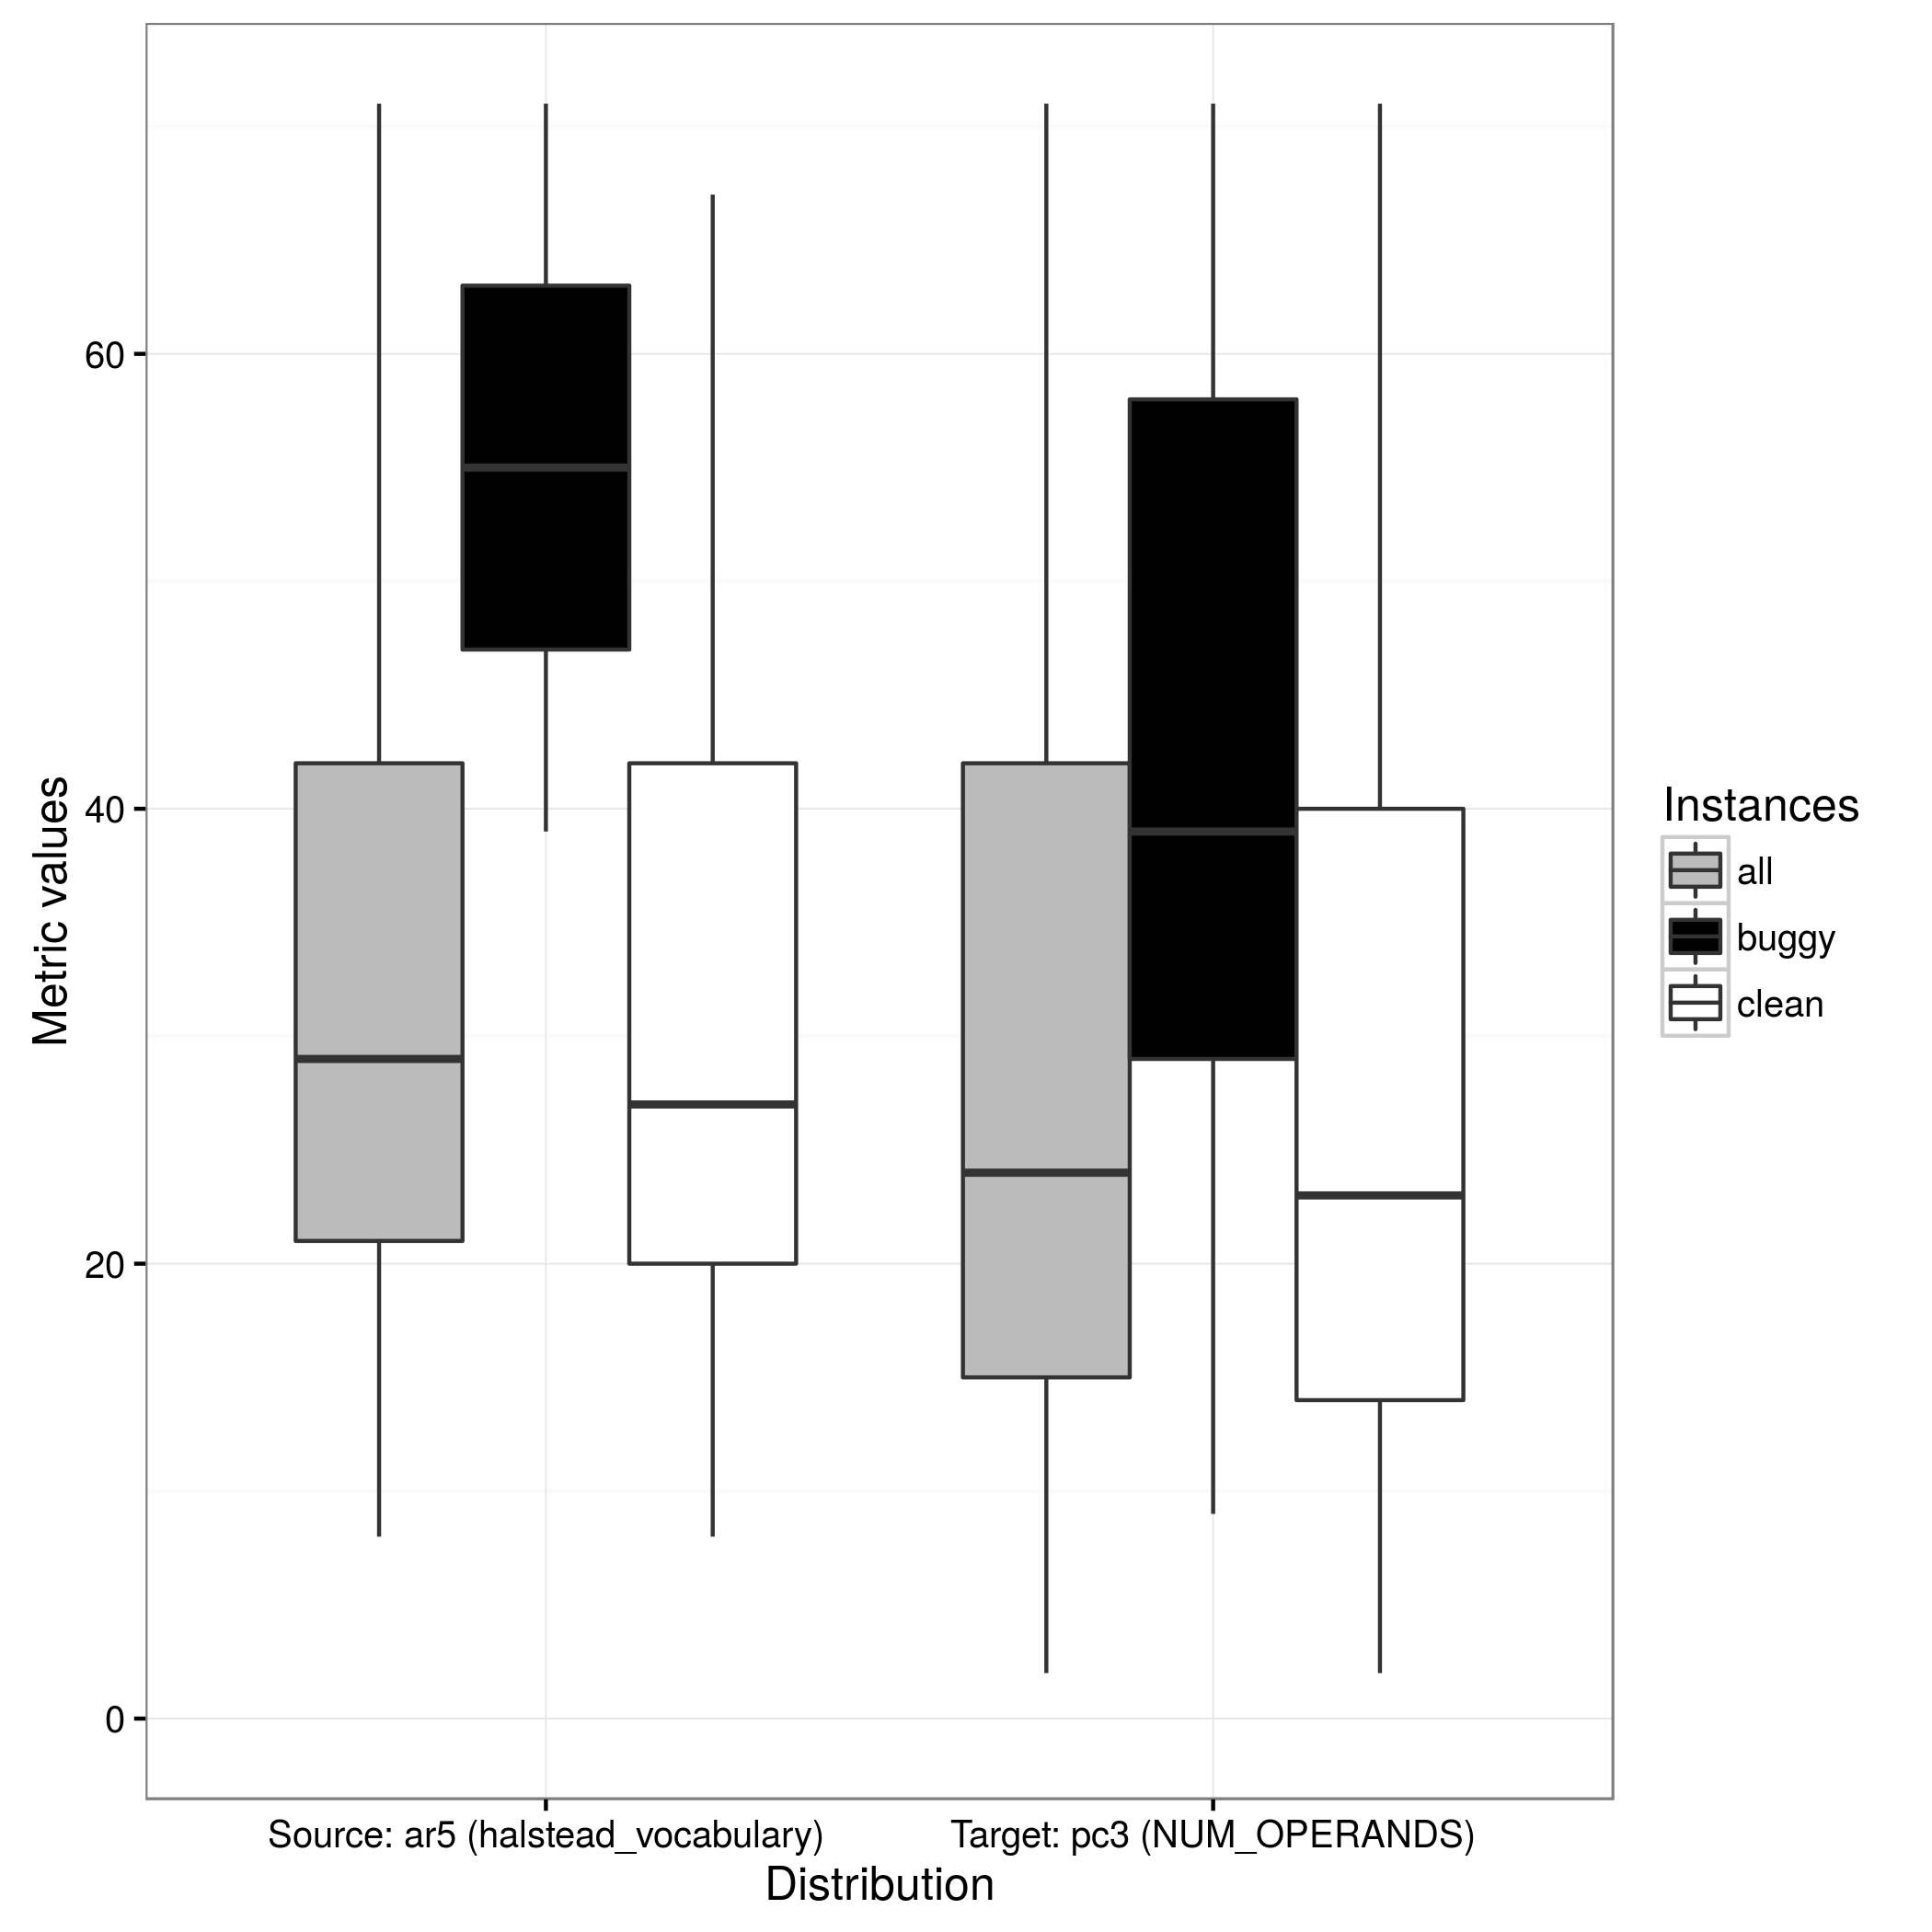 Metric values
60
40
20
0
Source: ar5 (halstead_vocabulary)
Target: pc3 (NUM_OPERANDS)
Distribution
Instances
all
buggy
clean